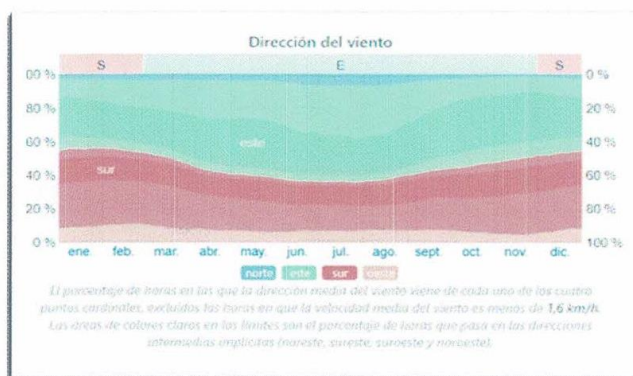 Dirección del viento
S E S
00 % 0 %
80 % 20 %
60 % 40 %
40 % 60 %
20 % 80 %
0 % 100 %
este
sur
ene. feb. mar. abr. may. jun. jul. ago. sept. oct. nov. dic.
norte este sur oeste
El porcentaje de horas en las que la dirección media del viento viene de cada uno de los cuatro
puntos cardinales, excluidos las horas en que la velocidad media del viento es menos de 1,6 km/h.
Las áreas de colores claros en los límites son el porcentaje de horas que pasa en las direcciones
intermedias implícitas (noreste, sureste, suroeste y noroeste).